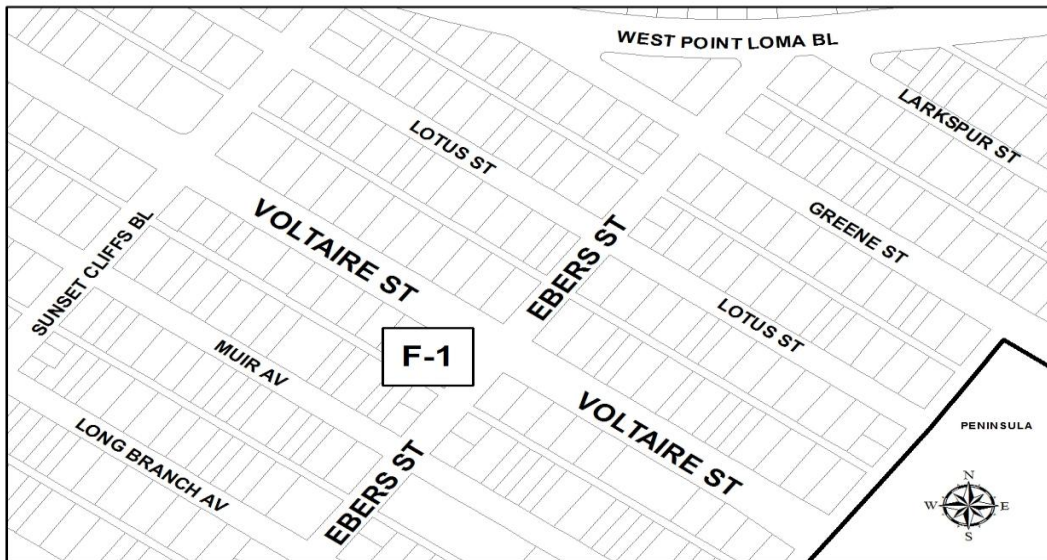 WEST POINT LOMA BL
LARKSPUR ST
LOTUS ST
GREENE ST
VOLTAIRE ST
EBERS ST
SUNSET CLIFFS BL
LOTUS ST
MUIR AV
F-1
VOLTAIRE ST
LONG BRANCH AV
EBERS ST
PENINSULA
N
W E
S